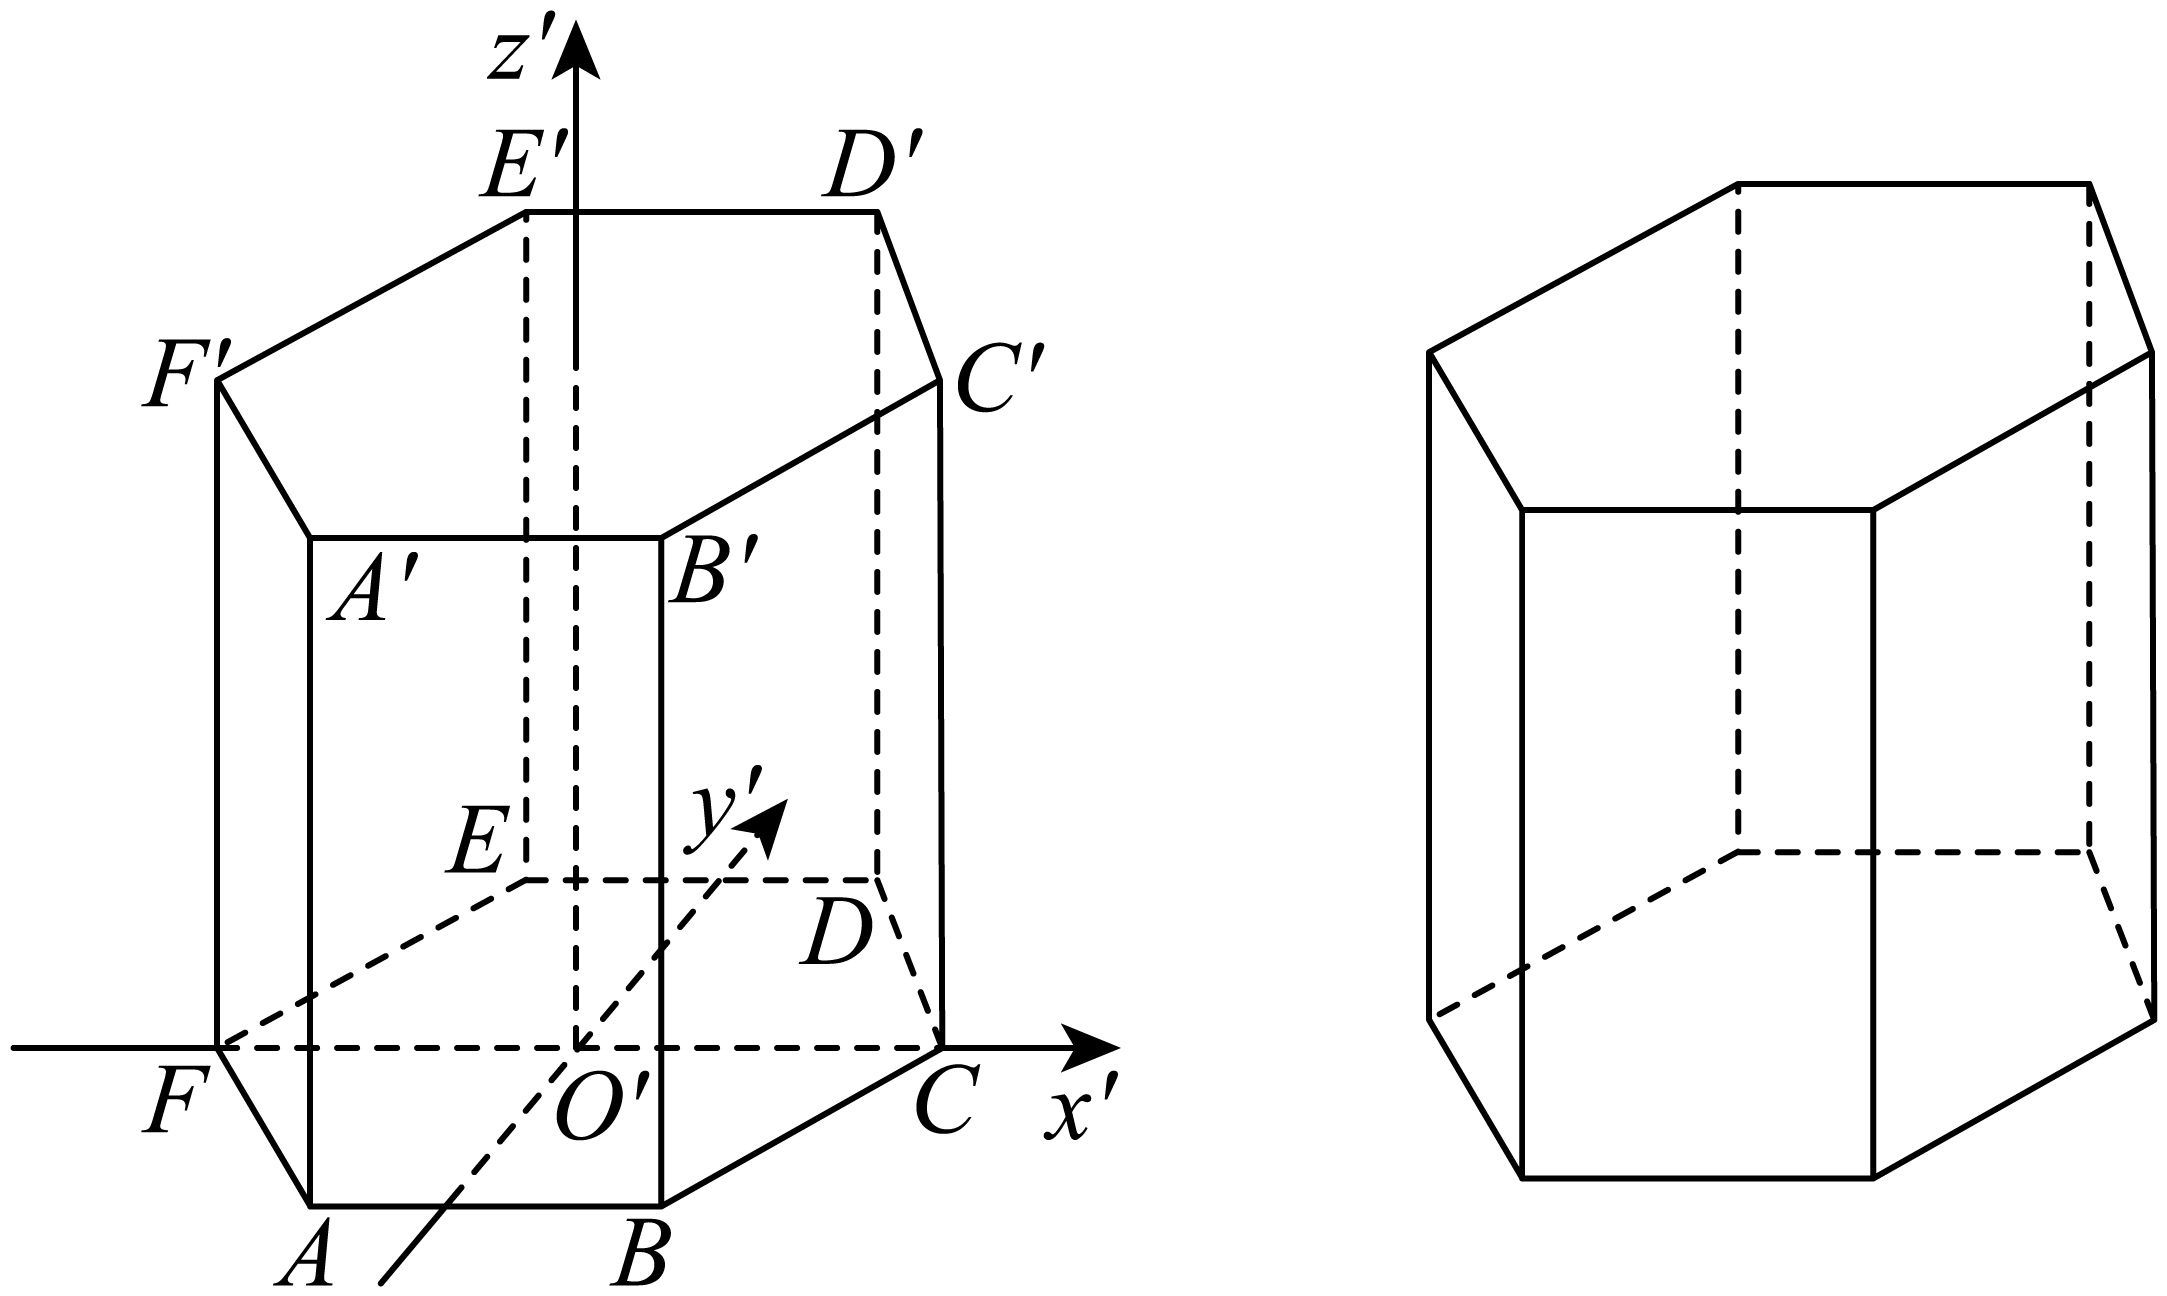 z′
E′ D′
F′ C′
A′ B′
y′
E
D
F O′ C x′
A B